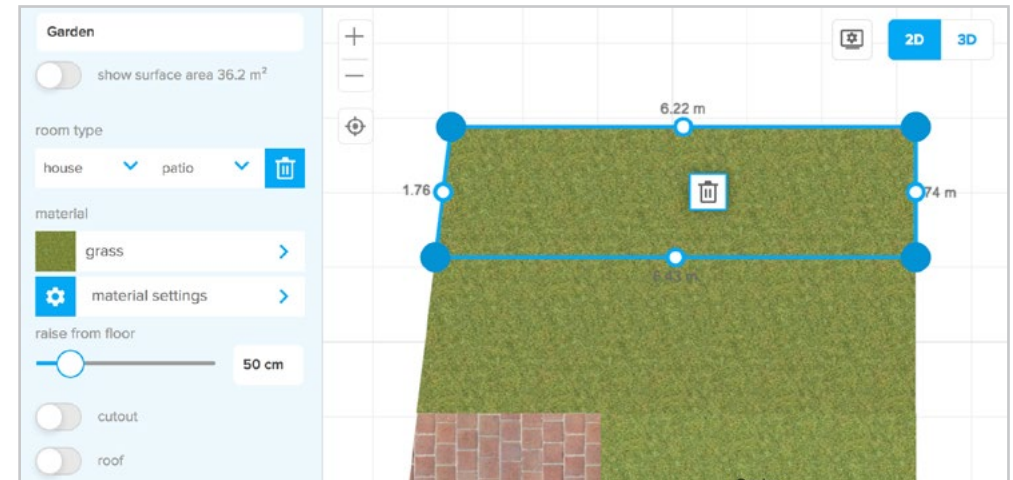 Garden
show surface area 36.2 m²
room type
house
patio
material
grass
material settings
raise from floor
50 cm
cutout
roof
2D
3D
6.22 m
1.76
74 m